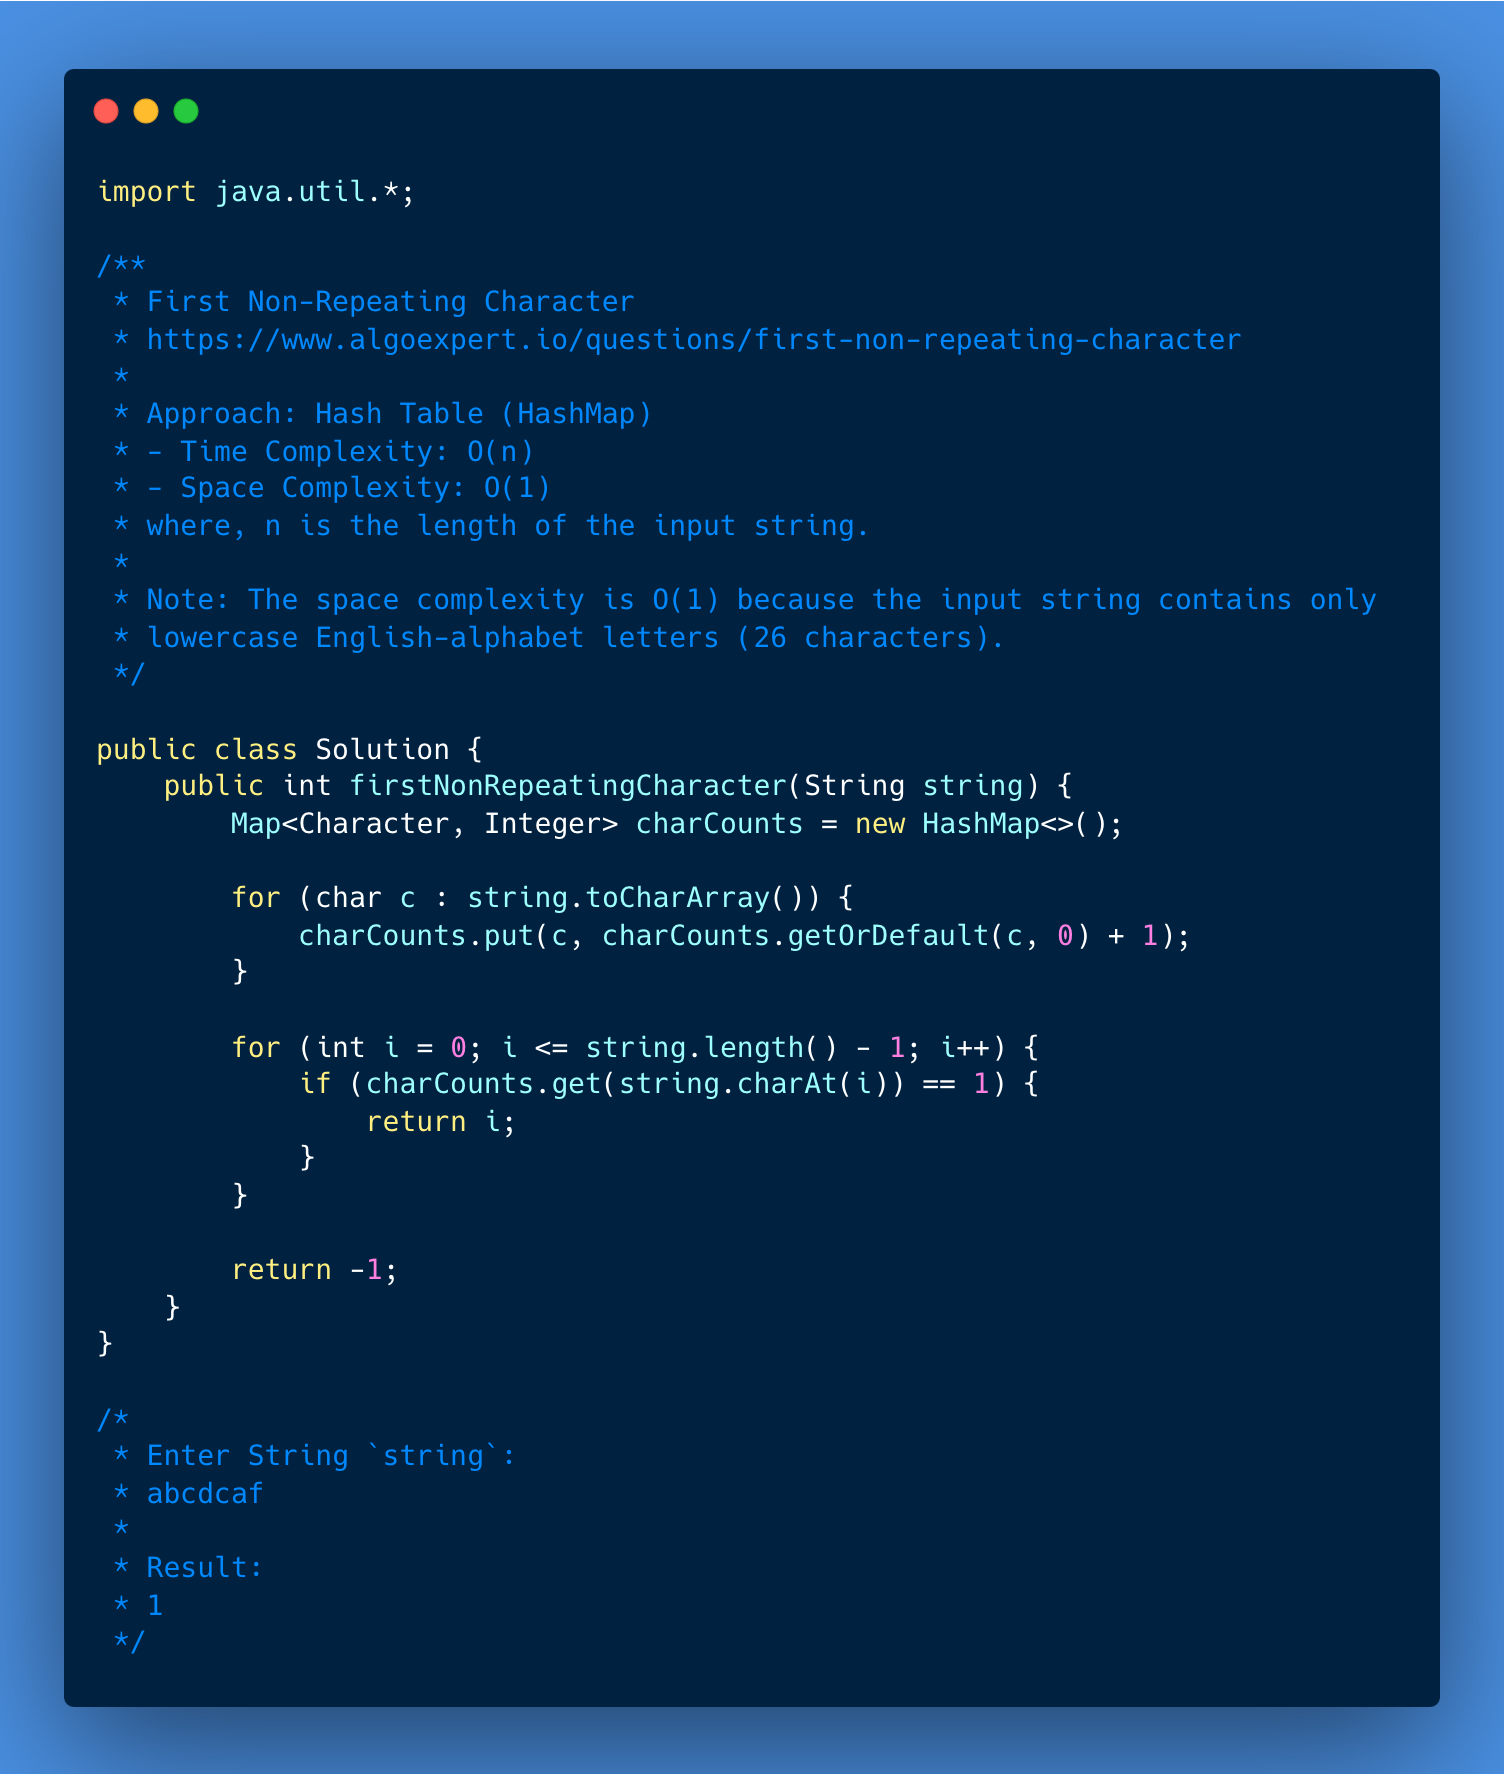 import java.util.*;

/**
 * First Non-Repeating Character
 * https://www.algoexpert.io/questions/first-non-repeating-character
 *
 * Approach: Hash Table (HashMap)
 * - Time Complexity: O(n)
 * - Space Complexity: O(1)
 * where, n is the length of the input string.
 *
 * Note: The space complexity is O(1) because the input string contains only
 * lowercase English-alphabet letters (26 characters).
 */

public class Solution {
    public int firstNonRepeatingCharacter(String string) {
        Map<Character, Integer> charCounts = new HashMap<>();

        for (char c : string.toCharArray()) {
            charCounts.put(c, charCounts.getOrDefault(c, 0) + 1);
        }

        for (int i = 0; i <= string.length() - 1; i++) {
            if (charCounts.get(string.charAt(i)) == 1) {
                return i;
            }
        }

        return -1;
    }
}

/*
 * Enter String `string`:
 * abcdcaf
 *
 * Result:
 * 1
 */